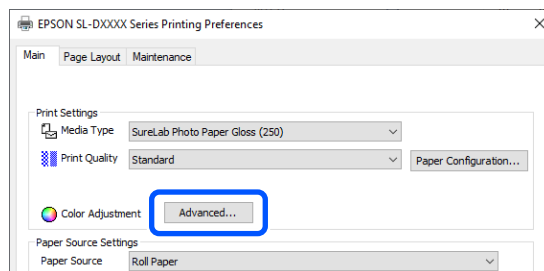 EPSON SL-DXXXX Series Printing Preferences
Main Page Layout Maintenance
Print Settings
Media Type SureLab Photo Paper Gloss (250)
Print Quality Standard Paper Configuration...
Color Adjustment Advanced...
Paper Source Settings
Paper Source Roll Paper